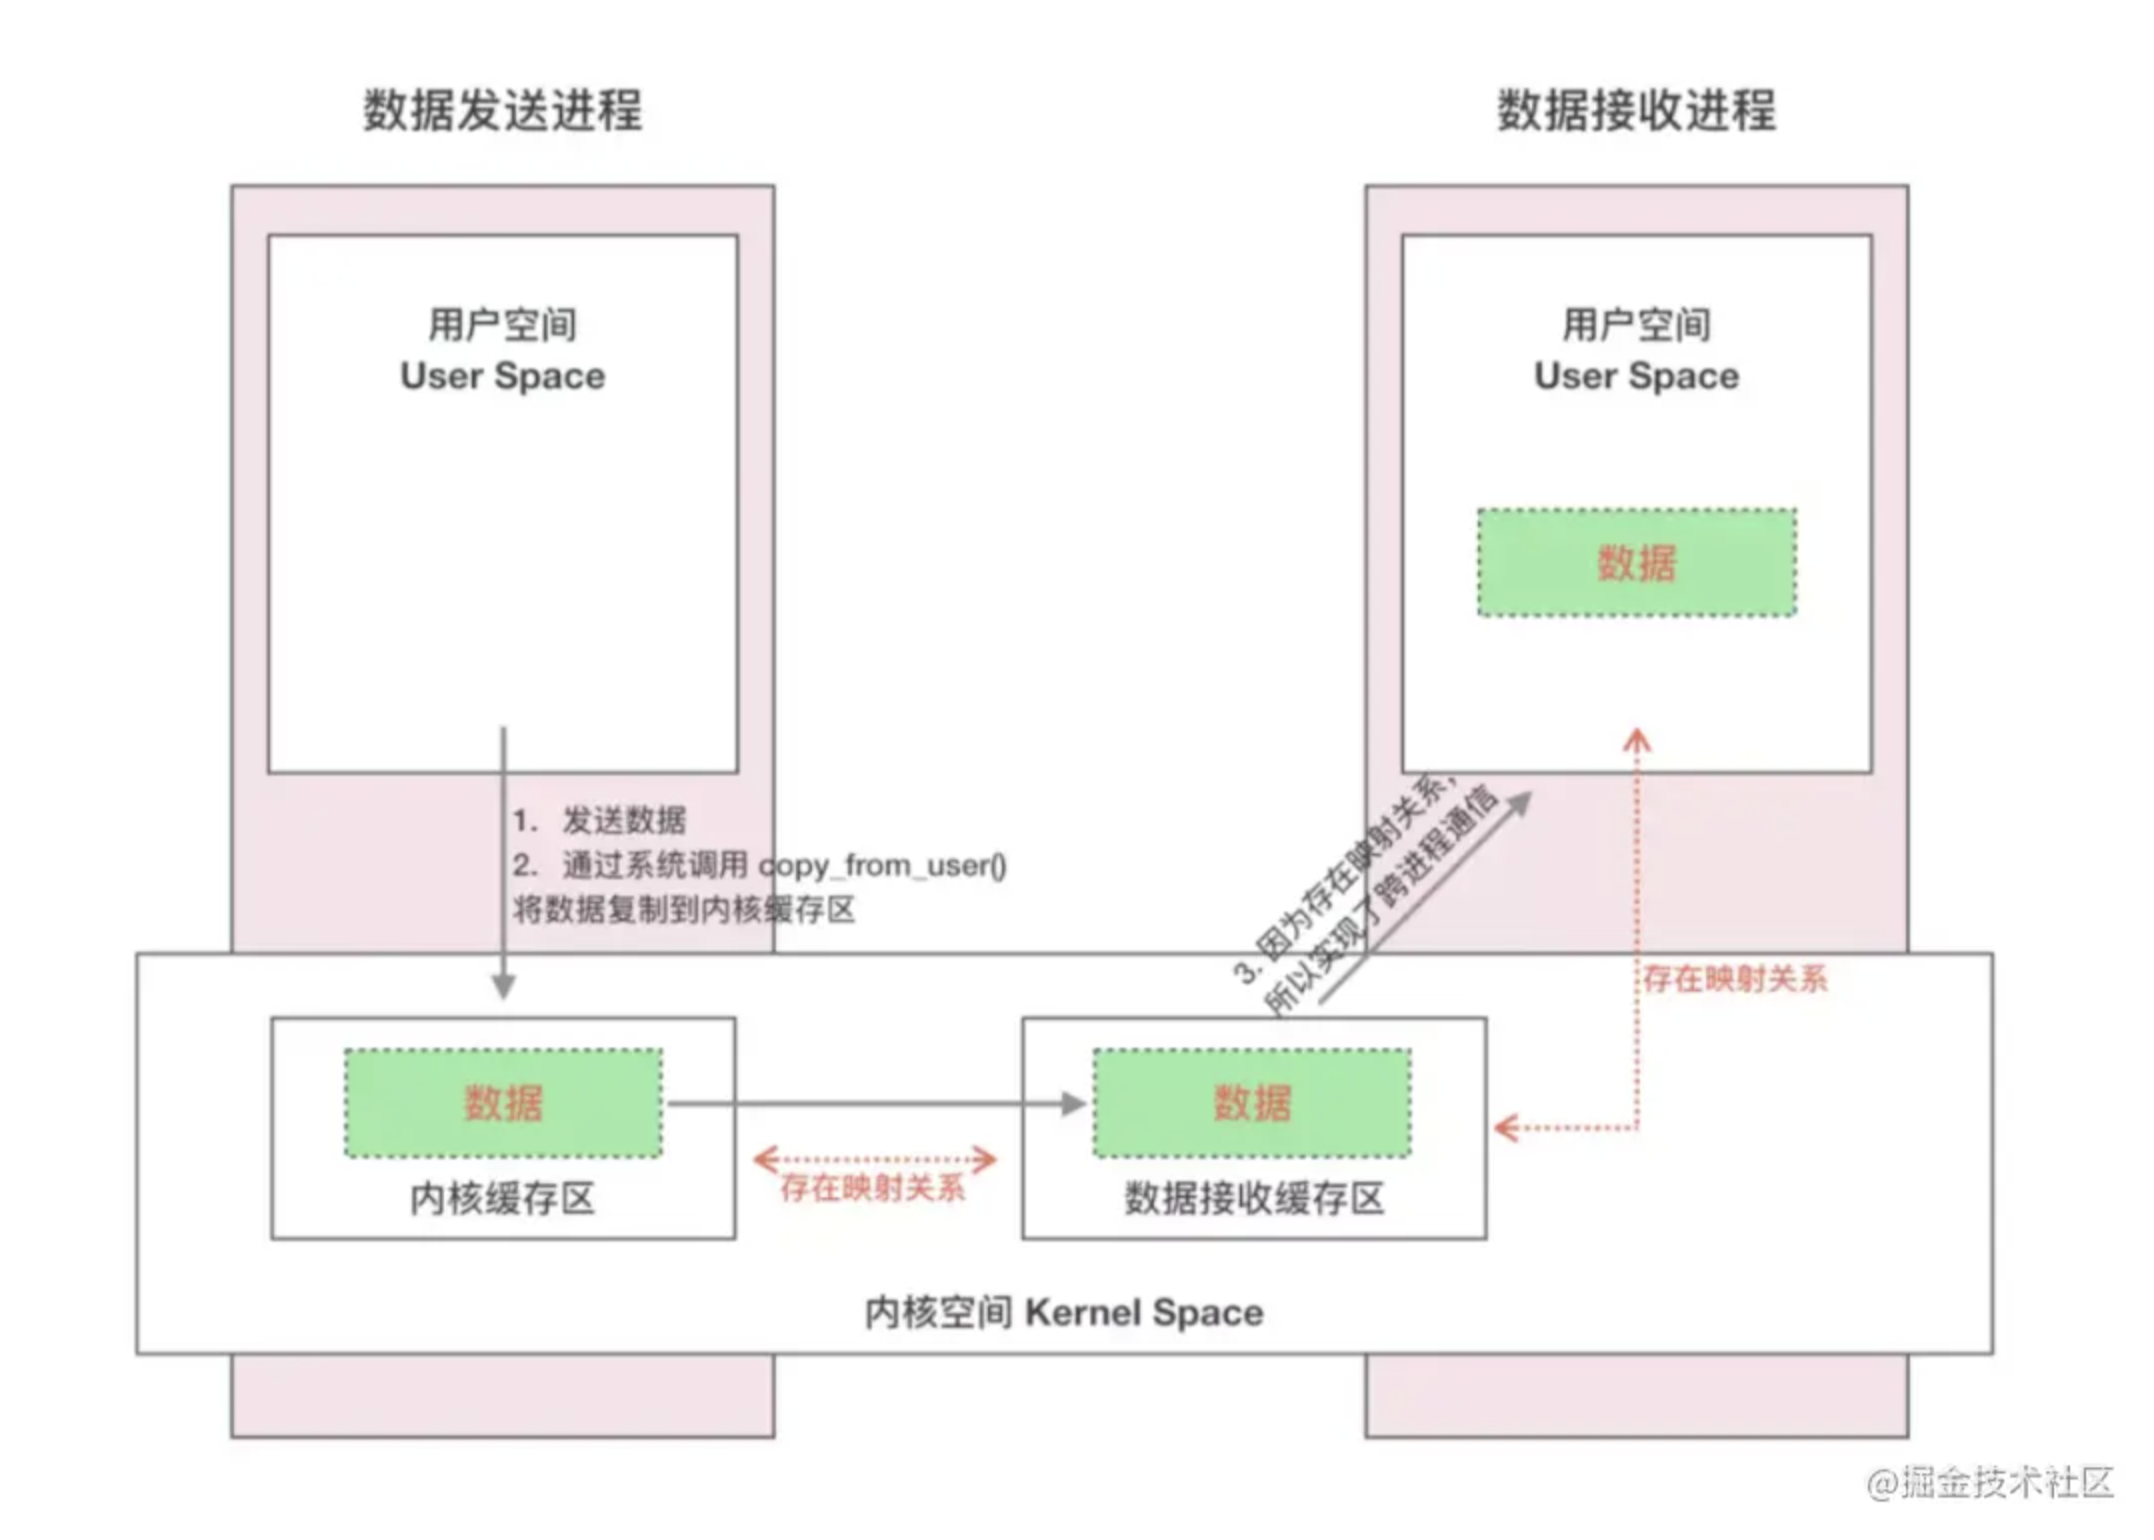 数据发送进程
数据接收进程
用户空间
User Space
用户空间
User Space
数据
1. 发送数据
2. 通过系统调用 copy_from_user()
将数据复制到内核缓存区
3. 因为存在映射关系，
所以实现了跨进程通信
存在映射关系
数据
数据
存在映射关系
内核缓存区
数据接收缓存区
内核空间 Kernel Space
@掘金技术社区